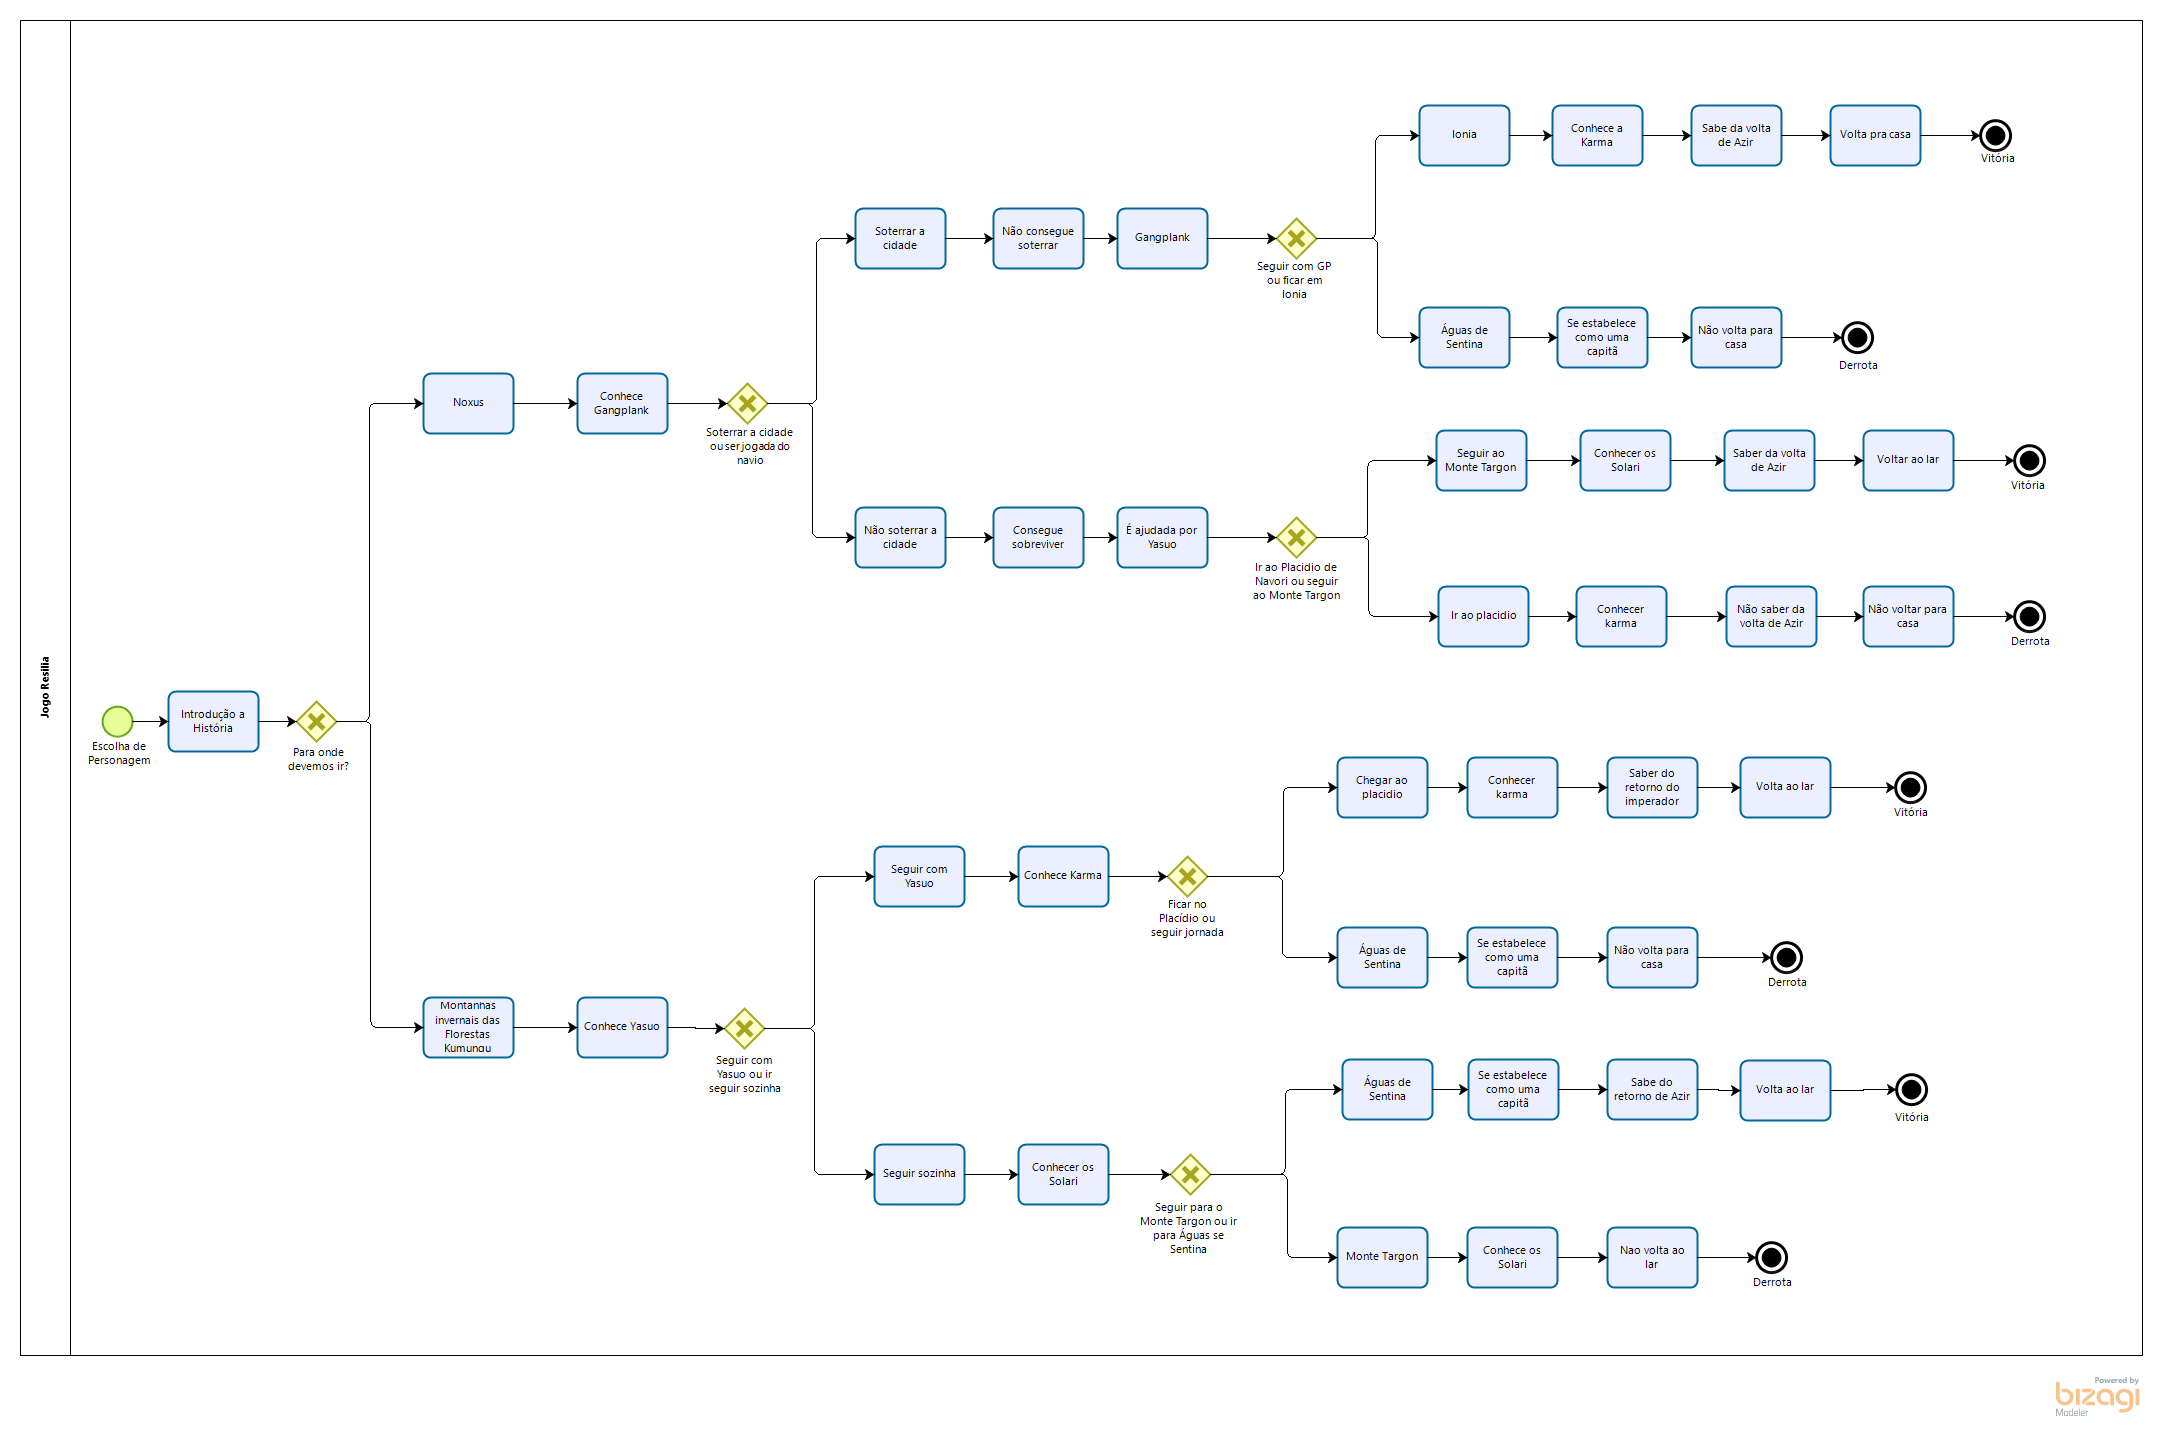 Jogo Resilia
Escolha de
Personagem
Introdução a
História
Para onde
devemos ir?
Noxus
Conhece
Gangplank
Soterrar a cidade
ou ser jogada do
navio
Soterrar a
cidade
Não consegue
soterrar
Gangplank
Seguir com GP
ou ficar em
Ionia
Ionia
Conhece a
Karma
Sabe da volta
de Azir
Volta pra casa
Vitória
Águas de
Sentina
Se estabelece
como uma
capitã
Não volta para
casa
Derrota
Não soterrar a
cidade
Consegue
sobreviver
É ajudada por
Yasuo
Ir ao Placidio de
Navori ou seguir
ao Monte Targon
Seguir ao
Monte Targon
Conhecer os
Solari
Saber da volta
de Azir
Voltar ao lar
Vitória
Ir ao placidio
Conhecer
karma
Não saber da
volta de Azir
Não voltar para
casa
Derrota
Montanhas
invernais das
Florestas
Kumungu
Conhece Yasuo
Seguir com
Yasuo ou ir
seguir sozinha
Seguir com
Yasuo
Conhece Karma
Ficar no
Placídio ou
seguir jornada
Chegar ao
placidio
Conhecer
karma
Saber do
retorno do
imperador
Volta ao lar
Vitória
Águas de
Sentina
Se estabelece
como uma
capitã
Não volta para
casa
Derrota
Seguir sozinha
Conhecer os
Solari
Seguir para o
Monte Targon ou ir
para Águas se
Sentina
Águas de
Sentina
Se estabelece
como uma
capitã
Sabe do
retorno de Azir
Volta ao lar
Vitória
Monte Targon
Conhece os
Solari
Nao volta ao
lar
Derrota
Powered by
bizagi
Modeler